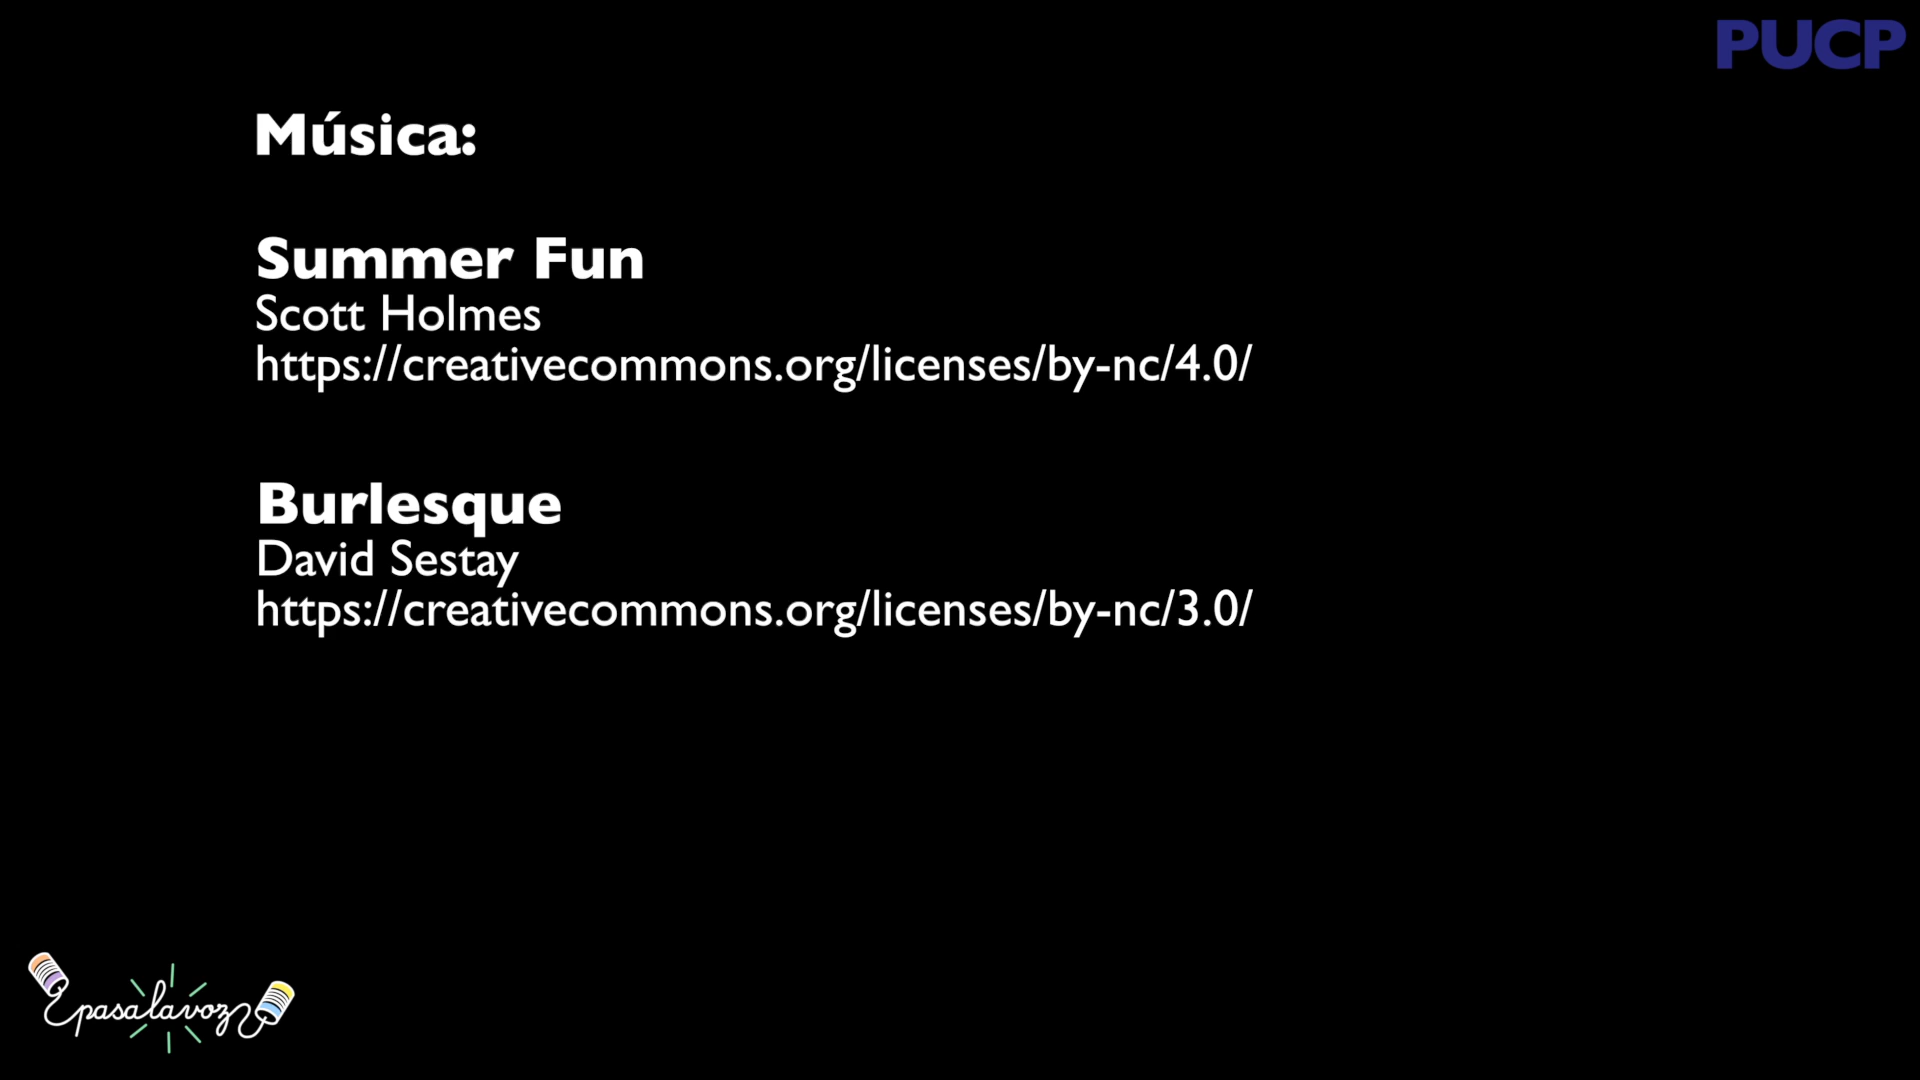 PUCP
Música:
Summer Fun
Scott Holmes
https://creativecommons.org/licenses/by-nc/4.0/
Burlesque
David Sestay
https://creativecommons.org/licenses/by-nc/3.0/
pasalavoz